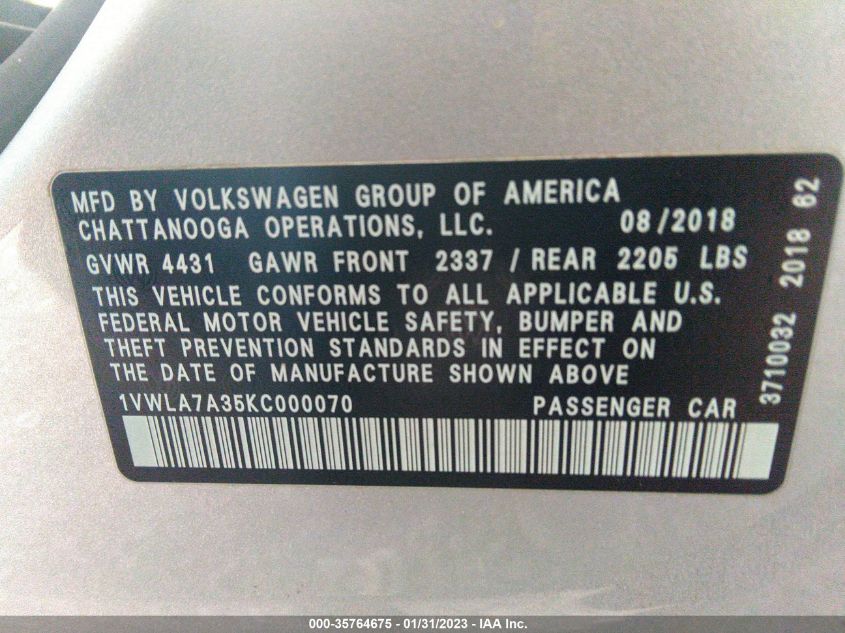 MFD BY VOLKSWAGEN GROUP OF AMERICA
CHATTANOOGA OPERATIONS, LLC. 08/2018
GVWR 4431 GAWR FRONT 2337 / REAR 2205 LBS
THIS VEHICLE CONFORMS TO ALL APPLICABLE U.S.
FEDERAL MOTOR VEHICLE SAFETY, BUMPER AND
THEFT PREVENTION STANDARDS IN EFFECT ON
THE DATE OF MANUFACTURE SHOWN ABOVE
1VWLA7A35KC000070 PASSENGER CAR
3710032 2018 62
000-35764675 - 01/31/2023 - IAA Inc.